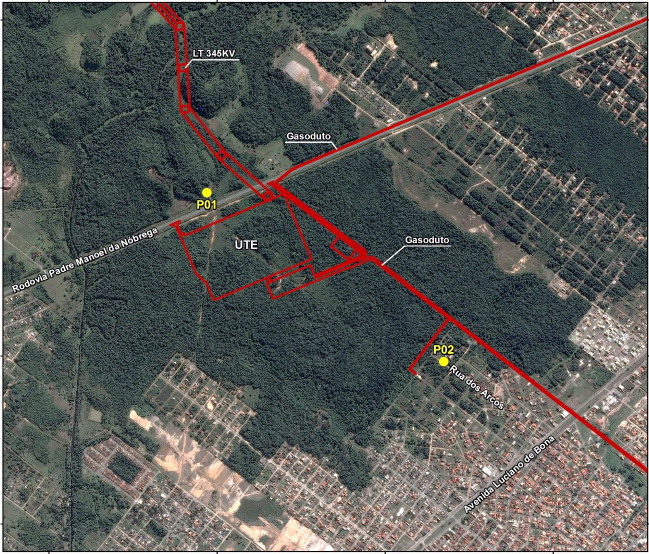 LT 345KV
Gasoduto
P01
Rodovia Padre Manoel da Nóbrega
UTE
Gasoduto
P02
Rua dos Arcos
Avenida Luciano de Bona